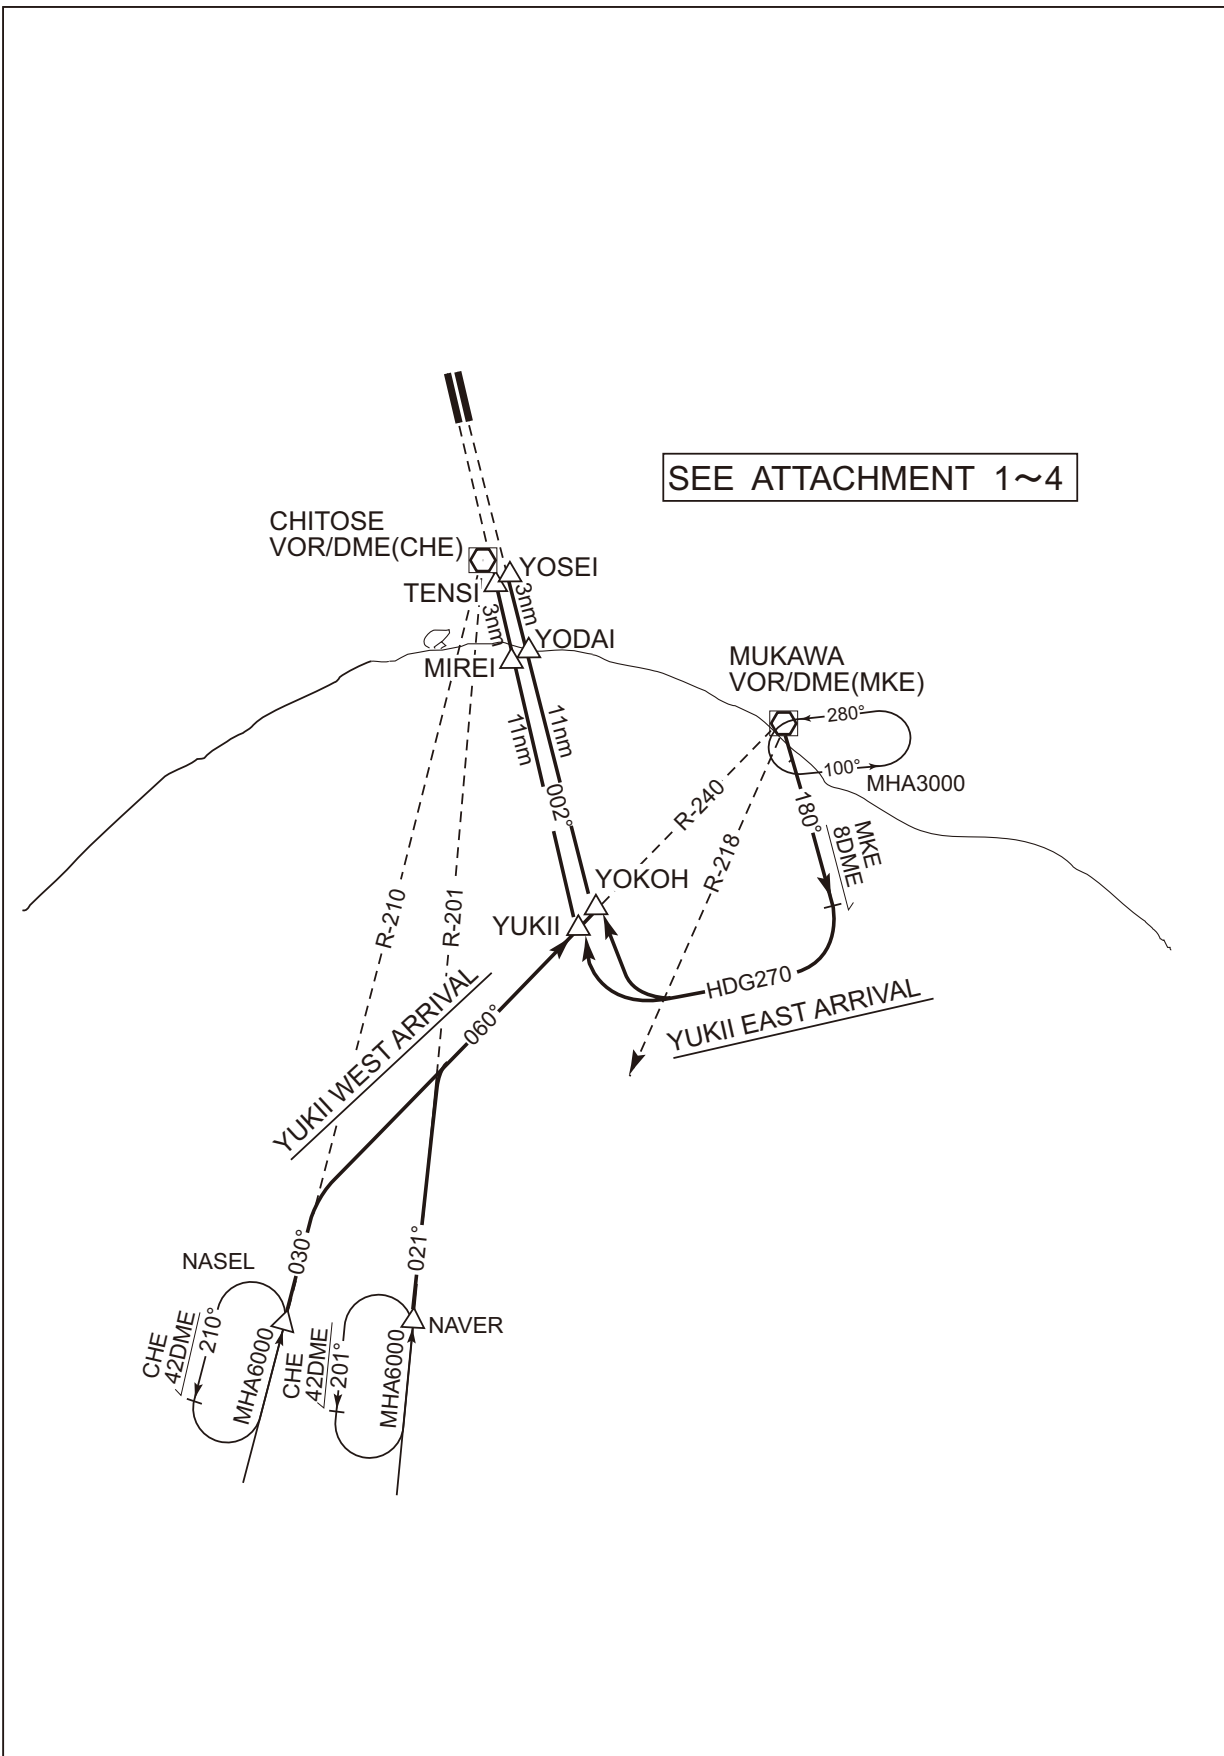 SEE ATTACHMENT 1～4
CHITOSE
VOR/DME(CHE)
YOSEI
TENSI
3nm
3nm
YODAI
MIREI
MUKAWA
VOR/DME(MKE)
280°
100°
MHA3000
11nm
11nm
002°
R-240
R-218
180°
MKE
8DME
YOKOH
YUKII
R-210
R-201
HDG270
YUKII EAST ARRIVAL
YUKII WEST ARRIVAL
060°
030°
021°
NASEL
NAVER
CHE
42DME
210°
MHA6000
CHE
42DME
201°
MHA6000